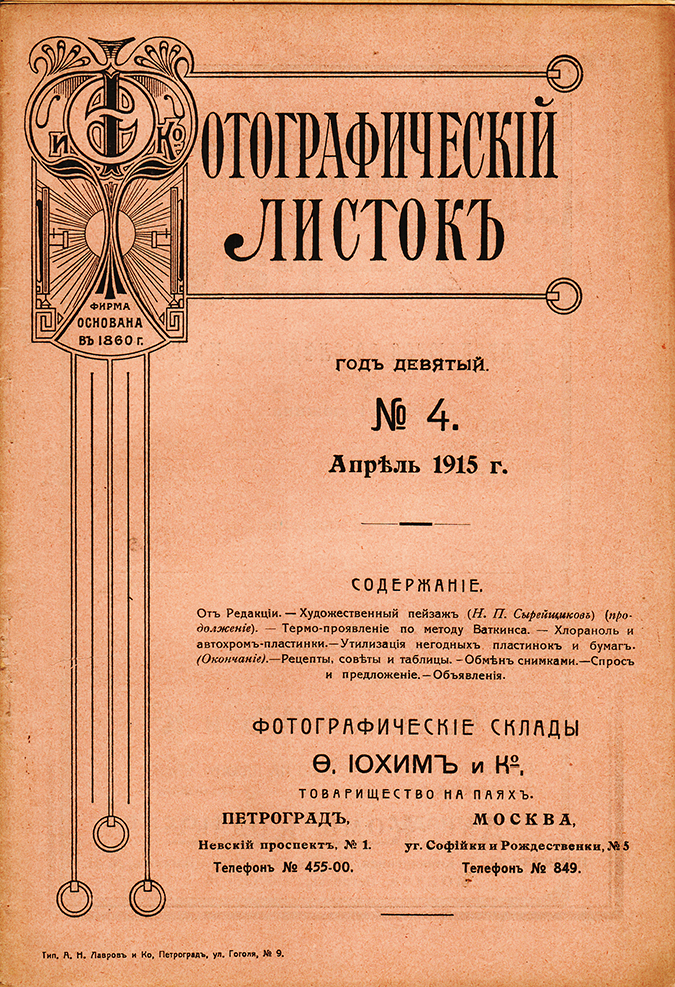 Ѳ І
и Ко
ФОТОГРАФИЧЕСКІЙ
ЛИСТОКЪ
ФИРМА
ОСНОВАНА
ВЪ 1860 г.
ГОДЪ ДЕВЯТЫЙ.
№ 4.
Апрѣль 1915 г.
СОДЕРЖАНІЕ.
Отъ Редакціи. — Художественный пейзажъ (Н. П. Сырейщиковъ) (про-
долженіе). — Термо-проявленіе по методу Ваткинса. — Хлораноль и
автохромъ-пластинки. — Утилизація негодныхъ пластинокъ и бумагъ.
(Окончаніе). — Рецепты, совѣты и таблицы. - Обмѣнъ снимками. — Спросъ
и предложеніе. — Объявленія.
ФОТОГРАФИЧЕСКІЕ СКЛАДЫ
Ѳ. ІОХИМЪ и Ко.
ТОВАРИЩЕСТВО НА ПАЯХЪ.
ПЕТРОГРАДЪ, МОСКВА,
Невскій проспектъ, № 1. уг. Софійки и Рождественки, № 5
Телефонъ № 455-00. Телефонъ № 849.
Тип. А. Н. Лавровъ и Ко, Петроградъ, ул. Гоголя, № 9.